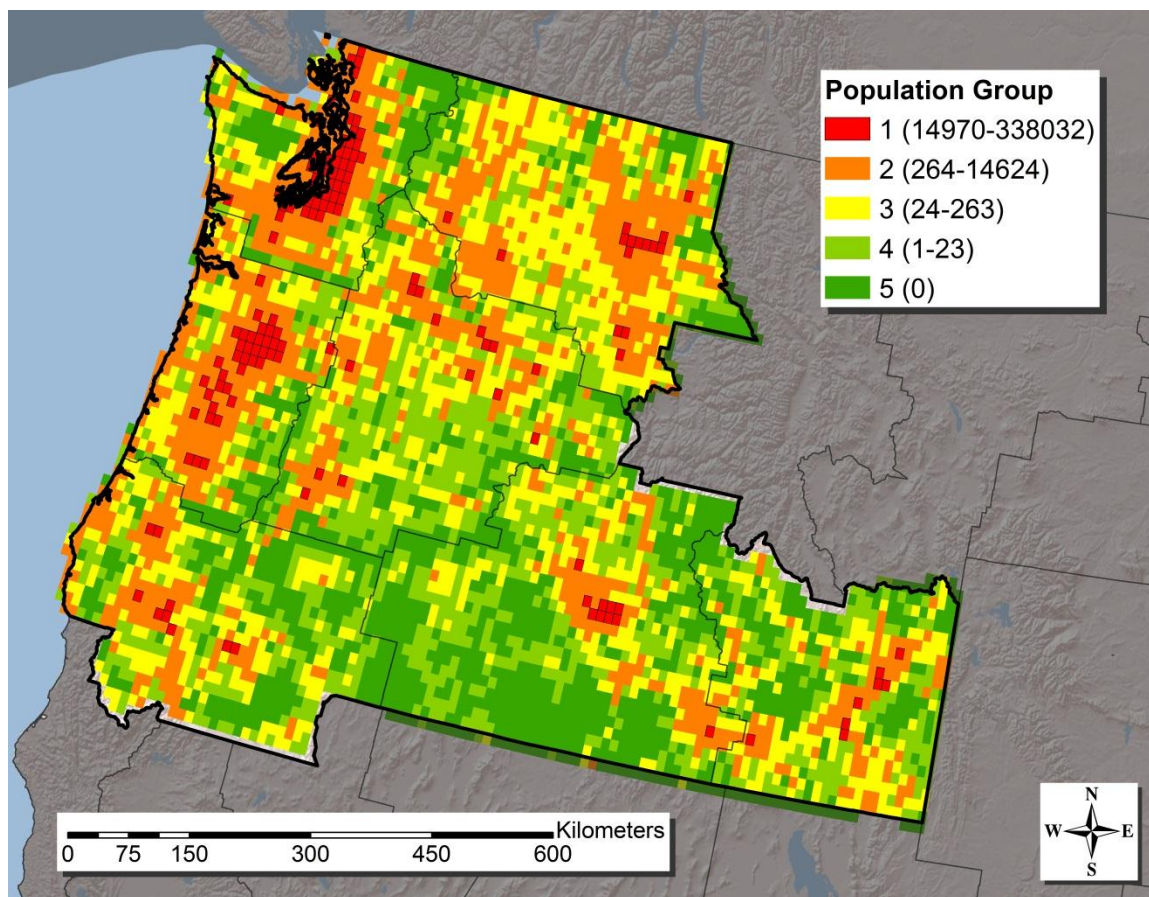 Population Group
1 (14970-338032)
2 (264-14624)
3 (24-263)
4 (1-23)
5 (0)
Kilometers
0 75 150 300 450 600
N
W E
S